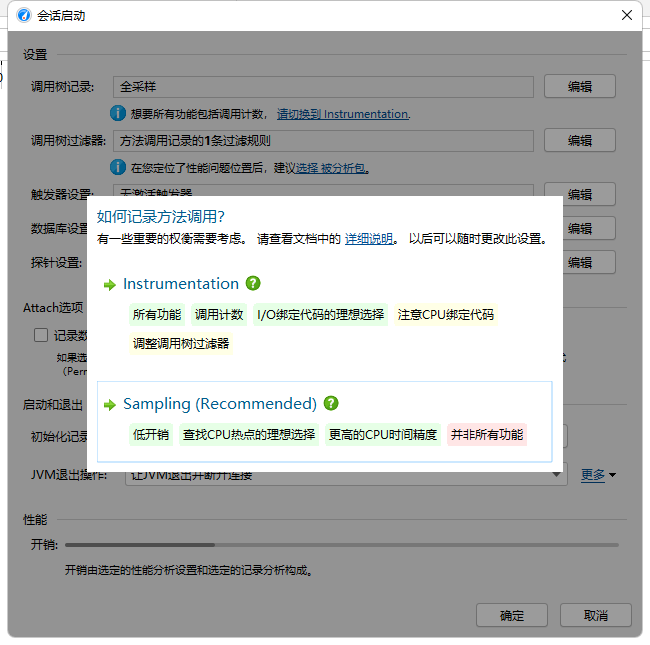 会话启动
设置
调用树记录: 全采样 编辑
想要所有功能包括调用计数， 请切换到 Instrumentation.
调用树过滤器: 方法调用记录的1条过滤规则 编辑
在您定位了性能问题位置后，建议选择 被分析包。
触发器设置: 无激活触发器 编辑
数据库设置 编辑
探针设置: 编辑
如何记录方法调用?
有一些重要的权衡需要考虑。 请查看文档中的 详细说明。 以后可以随时更改此设置。
Instrumentation
所有功能 调用计数 I/O绑定代码的理想选择 注意CPU绑定代码
调整调用树过滤器
Sampling (Recommended)
低开销 查找CPU热点的理想选择 更高的CPU时间精度 并非所有功能
Attach选项
记录数
如果选
(Perr
启动和退出
初始化记录
JVM退出操作: 让JVM退出并断开连接 更多
性能
开销:
开销由选定的性能分析设置和选定的记录分析构成。
确定 取消